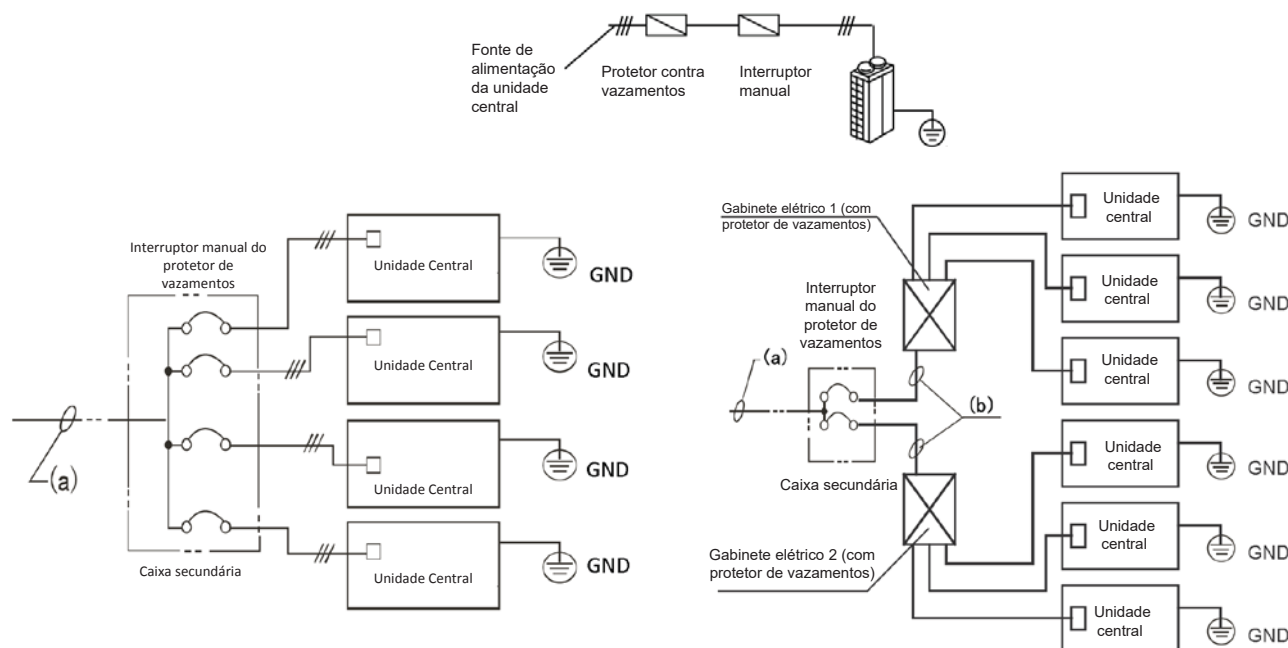 Fonte de
alimentação
da unidade
central
Protetor contra
vazamentos
Interruptor
manual
Interruptor manual do
protetor de
vazamentos
Unidade Central
GND
Unidade Central
GND
Unidade Central
GND
Unidade Central
GND
(a)
Caixa secundária
Gabinete elétrico 1 (com
protetor de vazamentos)
Interruptor
manual do
protetor de
vazamentos
(a)
(b)
Caixa secundária
Gabinete elétrico 2 (com
protetor de vazamentos)
Unidade
central
GND
Unidade
central
GND
Unidade
central
GND
Unidade
central
GND
Unidade
central
GND
Unidade
central
GND